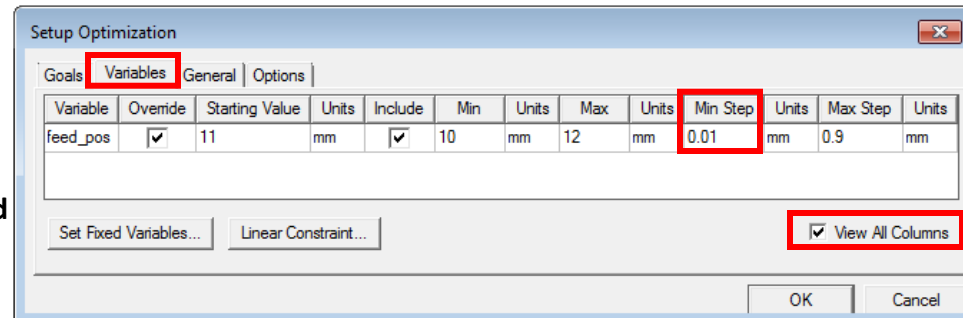 Setup Optimization
Goals Variables General Options
Variable Override Starting Value Units Include Min Units Max Units Min Step Units Max Step Units
feed_pos 11 mm 10 mm 12 mm 0.01 mm 0.9 mm
d
Set Fixed Variables... Linear Constraint... View All Columns
OK Cancel